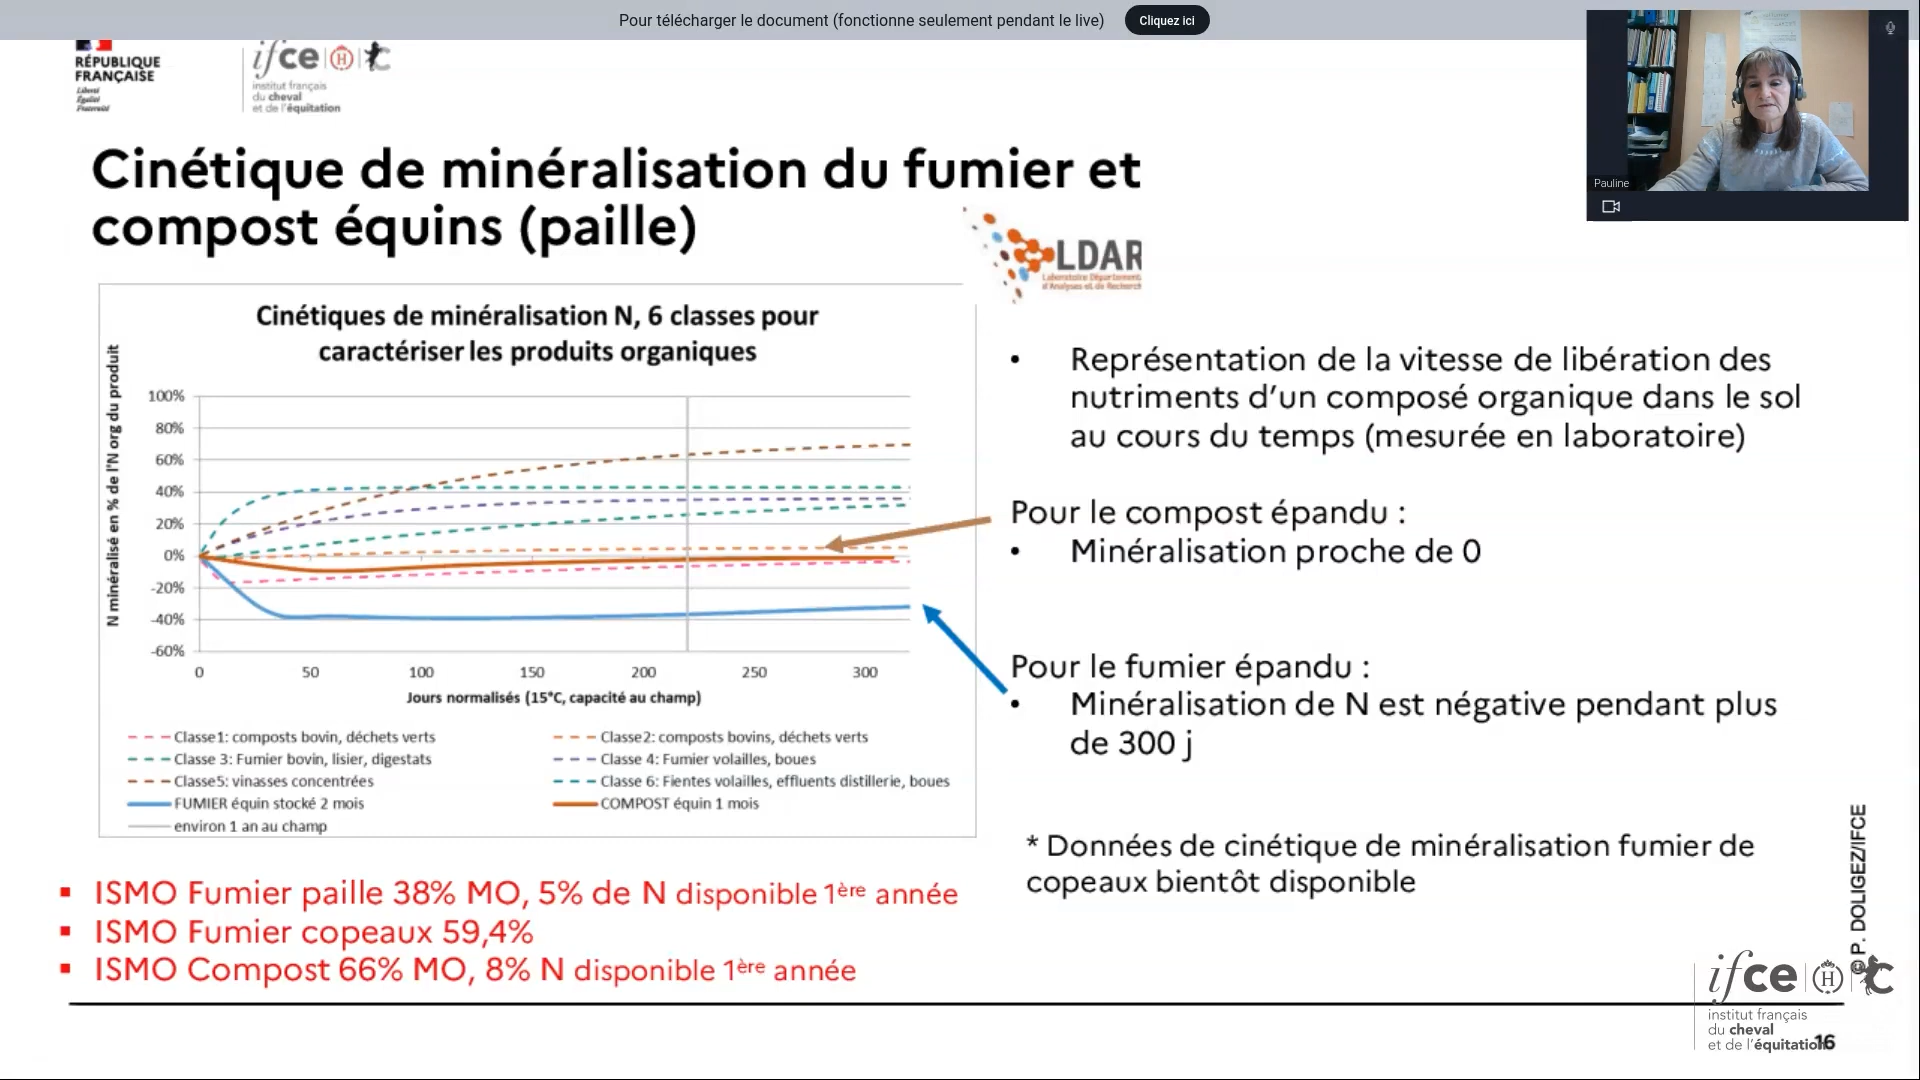 Pour télécharger le document (fonctionne seulement pendant le live)
Cliquez ici
RÉPUBLIQUE
FRANÇAISE
Liberté
Égalité
Fraternité
ifce
institut français
du cheval
et de l'équitation
Pauline
Cinétique de minéralisation du fumier et
compost équins (paille)
LDAR
Cinétiques de minéralisation N, 6 classes pour
caractériser les produits organiques
N minéralisé en % de l'N org du produit
100%
80%
60%
40%
20%
0%
-20%
-40%
-60%
0 50 100 150 200 250 300
Jours normalisés (15°C, capacité au champ)
Classe1: composts bovin, déchets verts
Classe2: composts bovins, déchets verts
Classe 3: Fumier bovin, lisier, digestats
Classe 4: Fumier volailles, boues
Classe5: vinasses concentrées
Classe 6: Fientes volailles, effluents distillerie, boues
FUMIER équin stocké 2 mois
COMPOST équin 1 mois
environ 1 an au champ
• Représentation de la vitesse de libération des
nutriments d'un composé organique dans le sol
au cours du temps (mesurée en laboratoire)
Pour le compost épandu :
• Minéralisation proche de 0
Pour le fumier épandu :
• Minéralisation de N est négative pendant plus
de 300 j
* Données de cinétique de minéralisation fumier de
copeaux bientôt disponible
▪ ISMO Fumier paille 38% MO, 5% de N disponible 1ère année
▪ ISMO Fumier copeaux 59,4%
▪ ISMO Compost 66% MO, 8% N disponible 1ère année
© P. DOLIGEZ/IFCE
ifce
institut français
du cheval
et de l'équitation
16